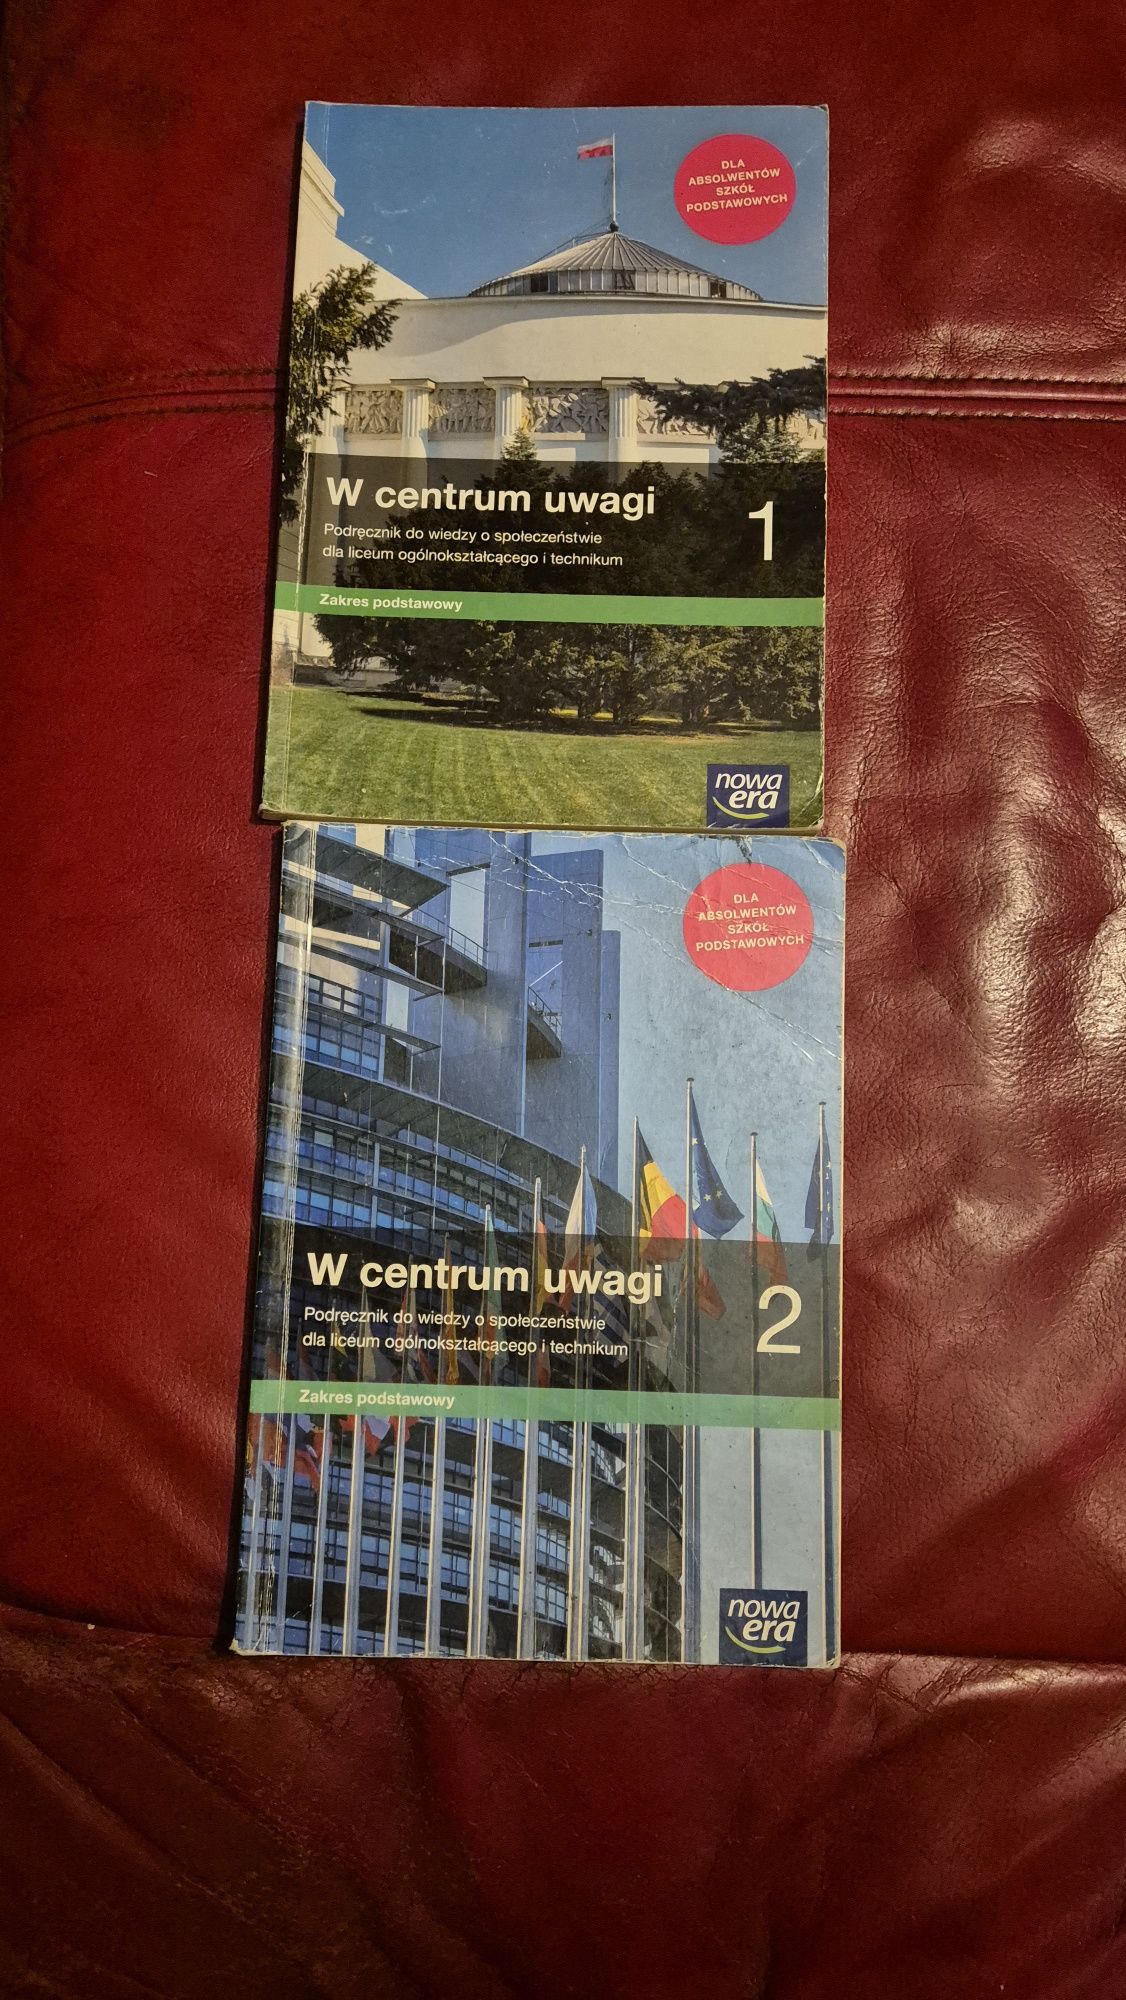 DLA
ABSOLWENTÓW
SZKÓŁ
PODSTAWOWYCH
W centrum uwagi
1
Podręcznik do wiedzy o społeczeństwie
dla liceum ogólnokształcącego i technikum
Zakres podstawowy
nowa
era
DLA
ABSOLWENTÓW
SZKÓŁ
PODSTAWOWYCH
W centrum uwagi
2
Podręcznik do wiedzy o społeczeństwie
dla liceum ogólnokształcącego i technikum
Zakres podstawowy
nowa
era